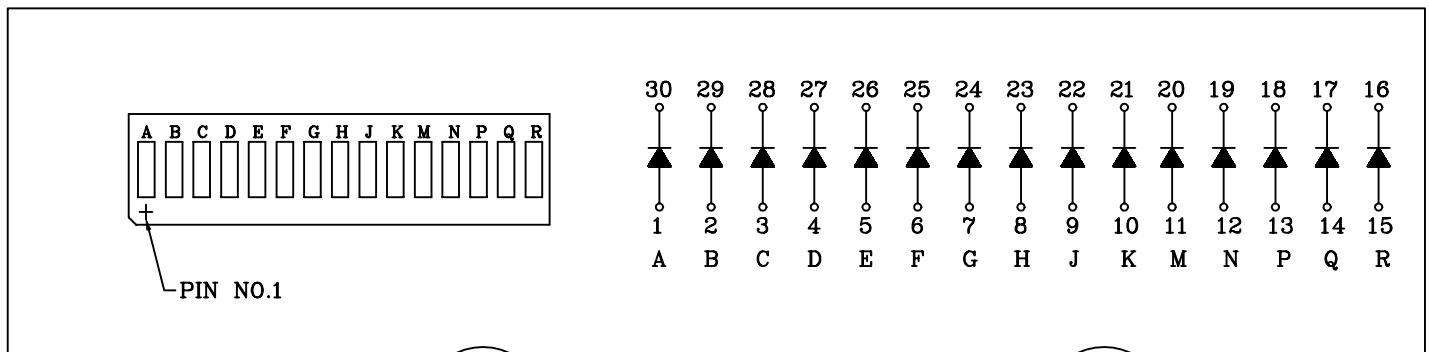 30 29 28 27 26 25 24 23 22 21 20 19 18 17 16
A B C D E F G H J K M N P Q R
1 2 3 4 5 6 7 8 9 10 11 12 13 14 15
A B C D E F G H J K M N P Q R
PIN NO.1